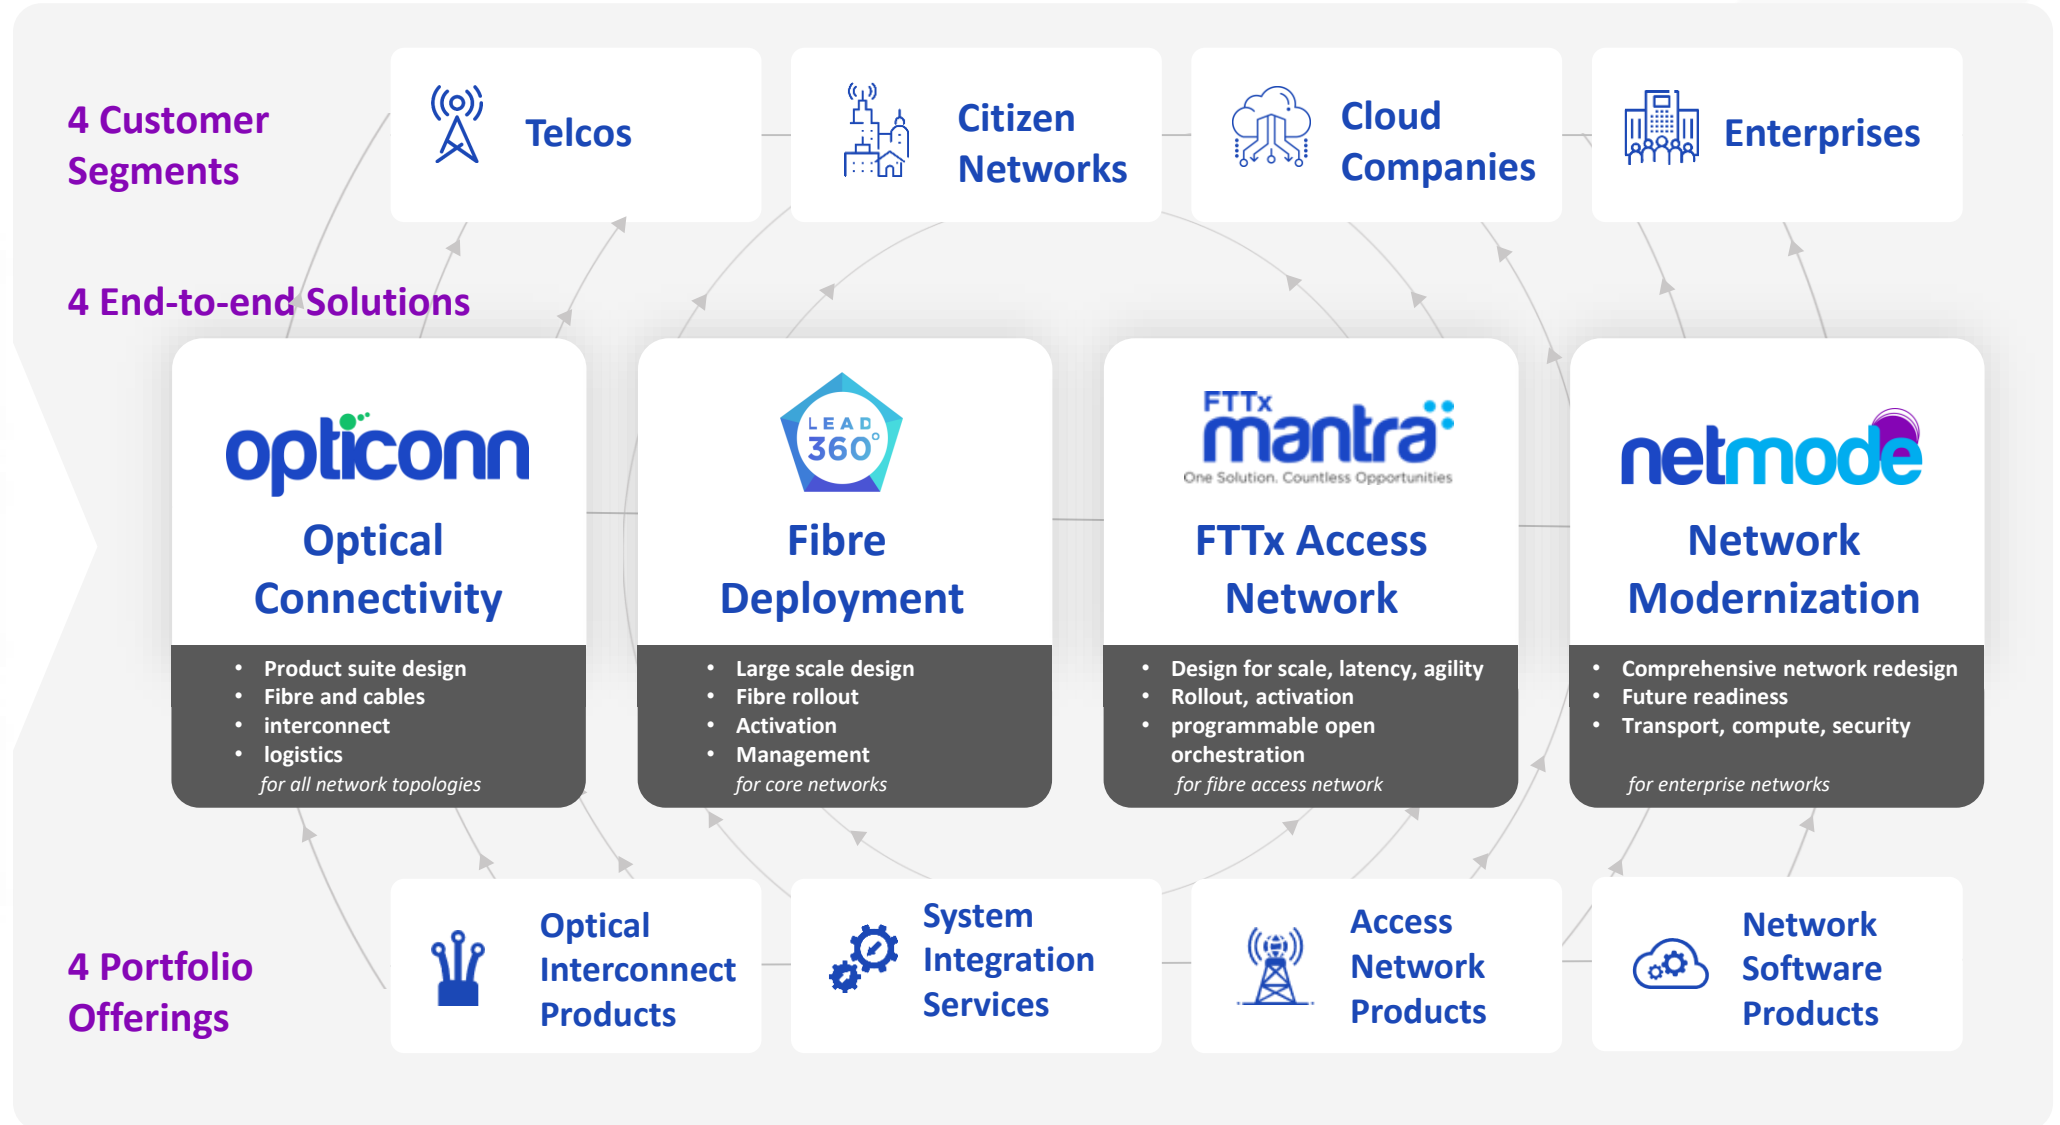 4 Customer
Segments
Telcos
Citizen
Networks
Cloud
Companies
Enterprises
4 End-to-end Solutions
opticonn
Optical
Connectivity
• Product suite design
• Fibre and cables
• interconnect
• logistics
for all network topologies
LEAD
360°
Fibre
Deployment
• Large scale design
• Fibre rollout
• Activation
• Management
for core networks
FTTx
mantra
One Solution. Countless Opportunities
FTTx Access
Network
• Design for scale, latency, agility
• Rollout, activation
• programmable open
orchestration
for fibre access network
netmode
Network
Modernization
• Comprehensive network redesign
• Future readiness
• Transport, compute, security
for enterprise networks
4 Portfolio
Offerings
Optical
Interconnect
Products
System
Integration
Services
Access
Network
Products
Network
Software
Products